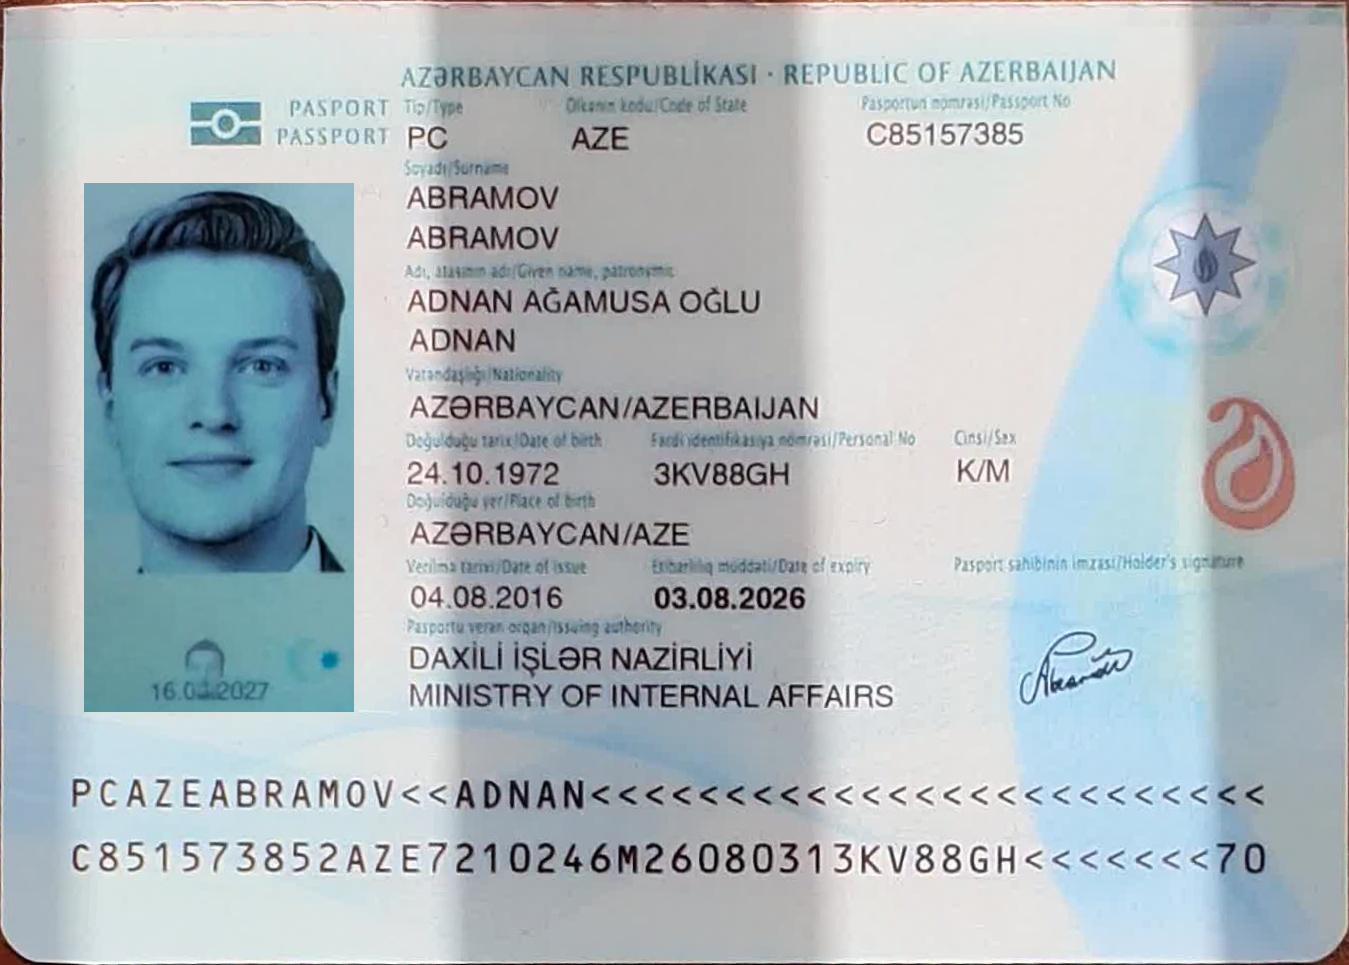 AZƏRBAYCAN RESPUBLİKASI · REPUBLIC OF AZERBAIJAN
PASPORT
PASSPORT
Tip/Type
Ölkənin kodu/Code of State
Pasportun nömrəsi/Passport No
PC
AZE
C85157385
Soyadı/Surname
ABRAMOV
ABRAMOV
Adı, atasının adı/Given name, patronymic
ADNAN AĞAMUSA OĞLU
ADNAN
Vətəndaşlığı/Nationality
AZƏRBAYCAN/AZERBAIJAN
Doğulduğu tarix/Date of birth
Fərdi identifikasiya nömrəsi/Personal No
Cinsi/Sex
24.10.1972
3KV88GH
K/M
Doğulduğu yer/Place of birth
AZƏRBAYCAN/AZE
Verilmə tarixi/Date of issue
Etibarlılıq müddəti/Date of expiry
Pasport sahibinin imzası/Holder's signature
04.08.2016
03.08.2026
Pasportu verən orqan/Issuing authority
DAXİLİ İŞLƏR NAZİRLİYİ
MINISTRY OF INTERNAL AFFAIRS
PCAZEABRAMOV<<ADNAN<<<<<<<<<<<<<<<<<<<<<<<<<
C851573852AZE7210246M26080313KV88GH<<<<<<<70